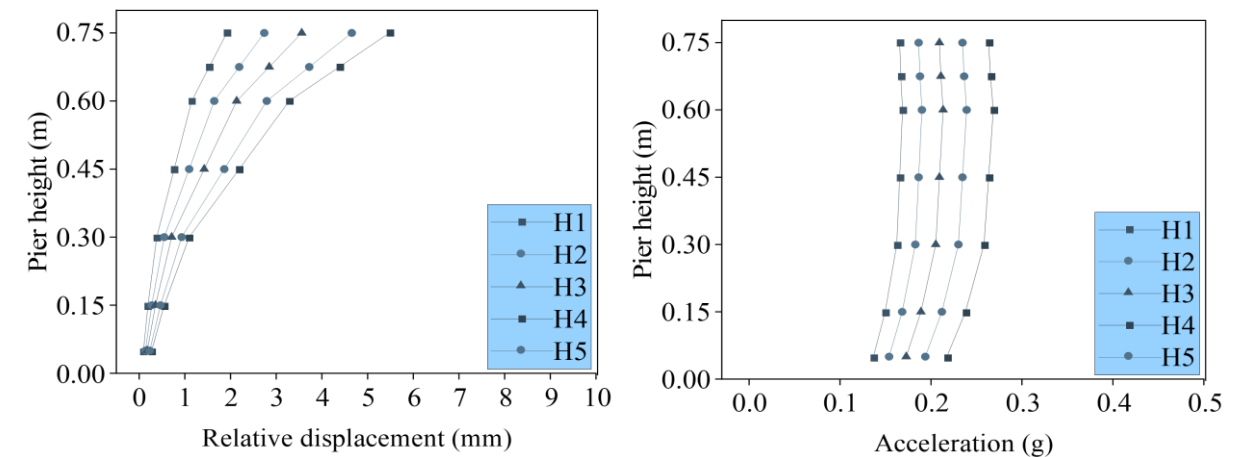 Pier height (m)
0.75
0.60
0.45
0.30
0.15
0.00
H1
H2
H3
H4
H5
0 1 2 3 4 5 6 7 8 9 10
Relative displacement (mm)
Pier height (m)
0.75
0.60
0.45
0.30
0.15
0.00
H1
H2
H3
H4
H5
0.0 0.1 0.2 0.3 0.4 0.5
Acceleration (g)